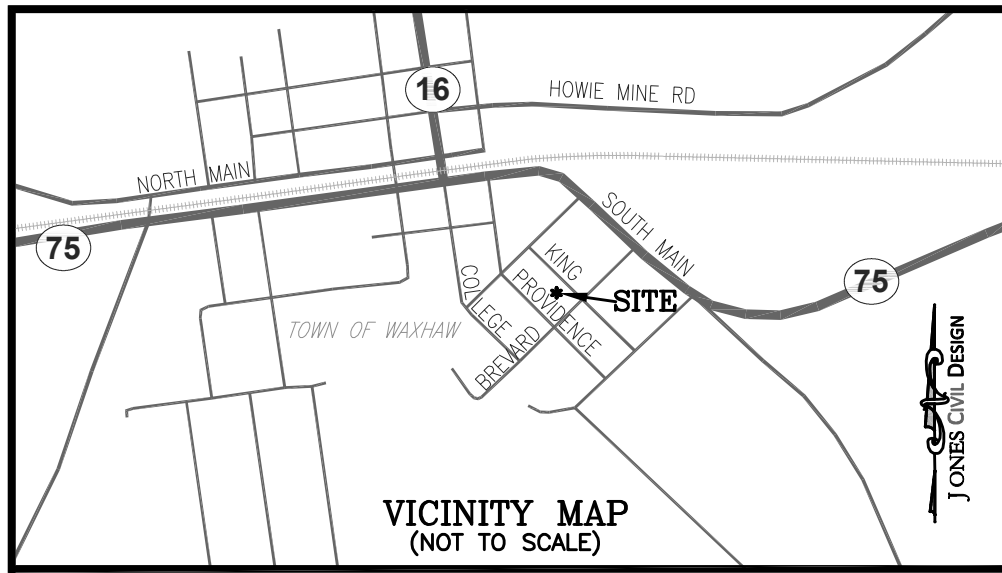 16
HOWIE MINE RD
NORTH MAIN
75
SOUTH MAIN
KING
75
COLLEGE
PROVIDENCE
SITE
TOWN OF WAXHAW
BREVARD
JONES CIVIL DESIGN
VICINITY MAP
(NOT TO SCALE)